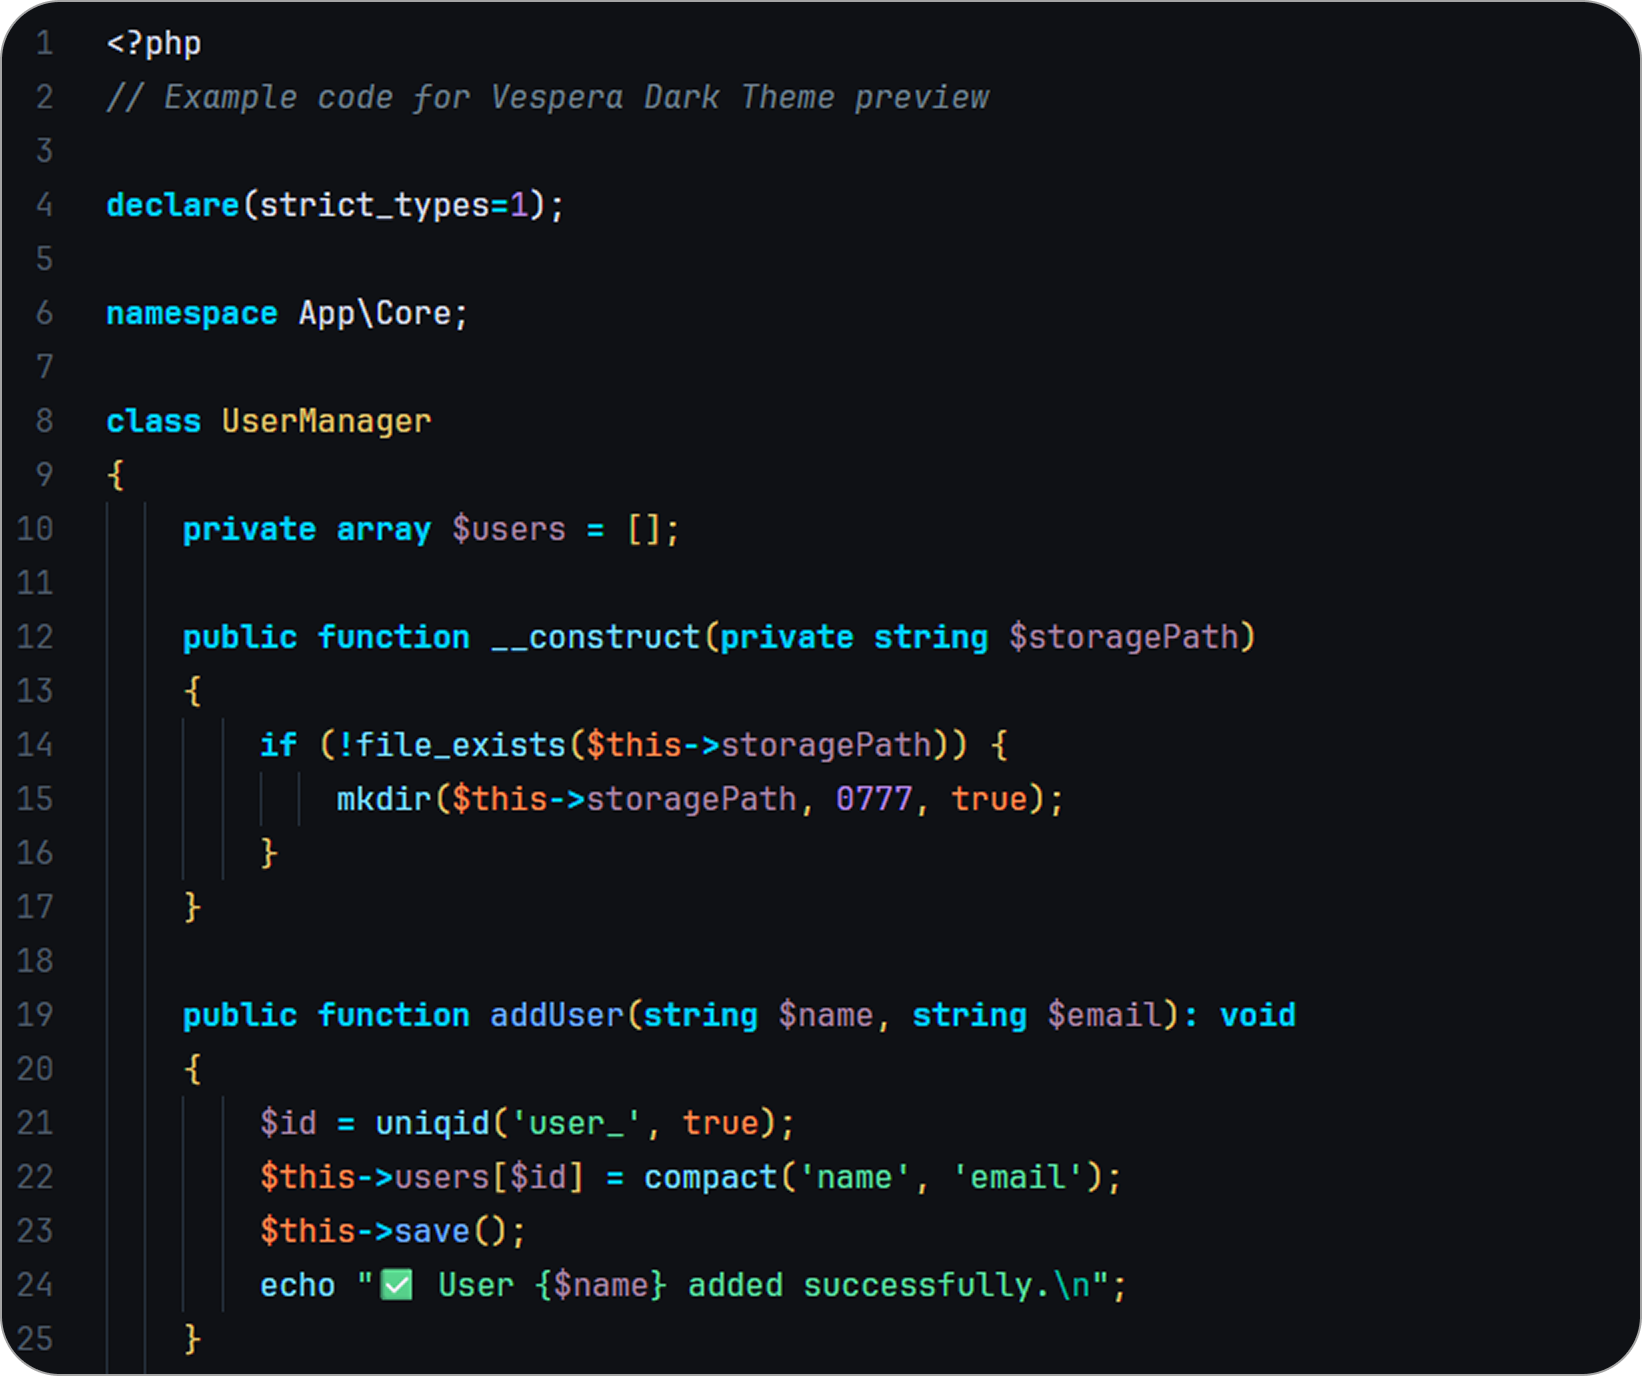 1 <?php
2 // Example code for Vespera Dark Theme preview
3
4 declare(strict_types=1);
5
6 namespace App\Core;
7
8 class UserManager
9 {
10     private array $users = [];
11
12     public function __construct(private string $storagePath)
13     {
14         if (!file_exists($this->storagePath)) {
15             mkdir($this->storagePath, 0777, true);
16         }
17     }
18
19     public function addUser(string $name, string $email): void
20     {
21         $id = uniqid('user_', true);
22         $this->users[$id] = compact('name', 'email');
23         $this->save();
24         echo "✅ User {$name} added successfully.\n";
25     }